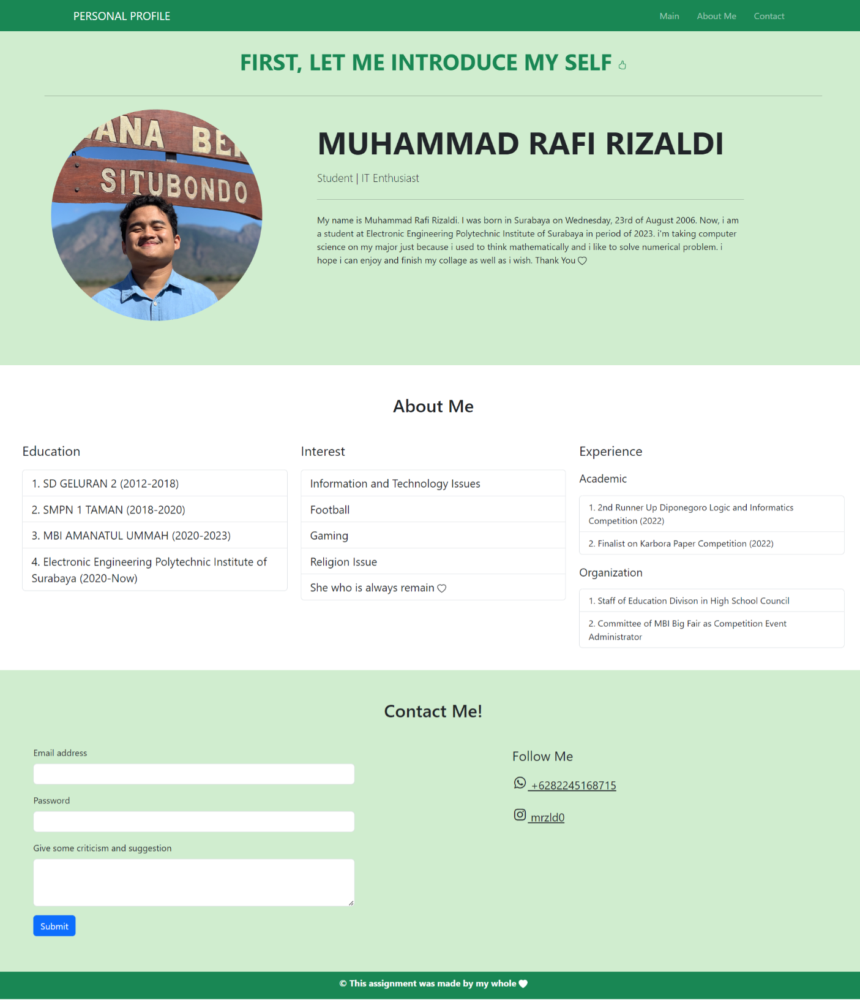 PERSONAL PROFILE
Main
About Me
Contact
FIRST, LET ME INTRODUCE MY SELF
ANA BE
SITUBONDO
MUHAMMAD RAFI RIZALDI
Student | IT Enthusiast
My name is Muhammad Rafi Rizaldi. I was born in Surabaya on Wednesday, 23rd of August 2006. Now, i am
a student at Electronic Engineering Polytechnic Institute of Surabaya in period of 2023. i'm taking computer
science on my major just because i used to think mathematically and i like to solve numerical problem. i
hope i can enjoy and finish my collage as well as i wish. Thank You
About Me
Education
1. SD GELURAN 2 (2012-2018)
2. SMPN 1 TAMAN (2018-2020)
3. MBI AMANATUL UMMAH (2020-2023)
4. Electronic Engineering Polytechnic Institute of
Surabaya (2020-Now)
Interest
Information and Technology Issues
Football
Gaming
Religion Issue
She who is always remain
Experience
Academic
1. 2nd Runner Up Diponegoro Logic and Informatics
Competition (2022)
2. Finalist on Karbora Paper Competition (2022)
Organization
1. Staff of Education Divison in High School Council
2. Committee of MBI Big Fair as Competition Event
Administrator
Contact Me!
Email address
Password
Give some criticism and suggestion
Submit
Follow Me
+6282245168715
mrzld0
© This assignment was made by my whole